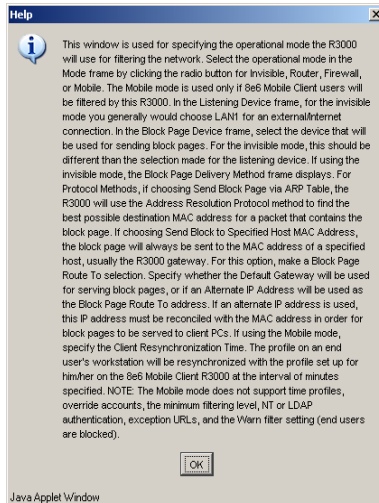 Help
This window is used for specifying the operational mode the R3000
will use for filtering the network. Select the operational mode in the
Mode frame by clicking the radio button for Invisible, Router, Firewall,
or Mobile. The Mobile mode is used only if 8e6 Mobile Client users will
be filtered by this R3000. In the Listening Device frame, for the invisible
mode you generally would choose LAN1 for an external/Internet
connection. In the Block Page Device frame, select the device that will
be used for sending block pages. For the invisible mode, this should be
different than the selection made for the listening device. If using the
invisible mode, the Block Page Delivery Method frame displays. For
Protocol Methods, if choosing Send Block Page via ARP Table, the
R3000 will use the Address Resolution Protocol method to find the
best possible destination MAC address for a packet that contains the
block page. If choosing Send Block to Specified Host MAC Address,
the block page will always be sent to the MAC address of a specified
host, usually the R3000 gateway. For this option, make a Block Page
Route To selection. Specify whether the Default Gateway will be used
for serving block pages, or if an Alternate IP Address will be used as
the Block Page Route To address. If an alternate IP address is used,
this IP address must be reconciled with the MAC address in order for
block pages to be served to client PCs. If using the Mobile mode,
specify the Client Resynchronization Time. The profile on an end
user's workstation will be resynchronized with the profile set up for
him/her on the 8e6 Mobile Client R3000 at the interval of minutes
specified. NOTE: The Mobile mode does not support time profiles,
override accounts, the minimum filtering level, NT or LDAP
authentication, exception URLs, and the Warn filter setting (end users
are blocked).
OK
Java Applet Window